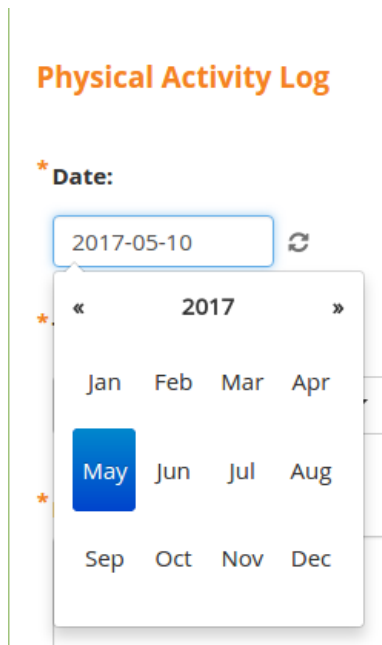 Physical Activity Log
* Date:
2017-05-10
« 2017 »
*
Jan Feb Mar Apr
May Jun Jul Aug
*
Sep Oct Nov Dec